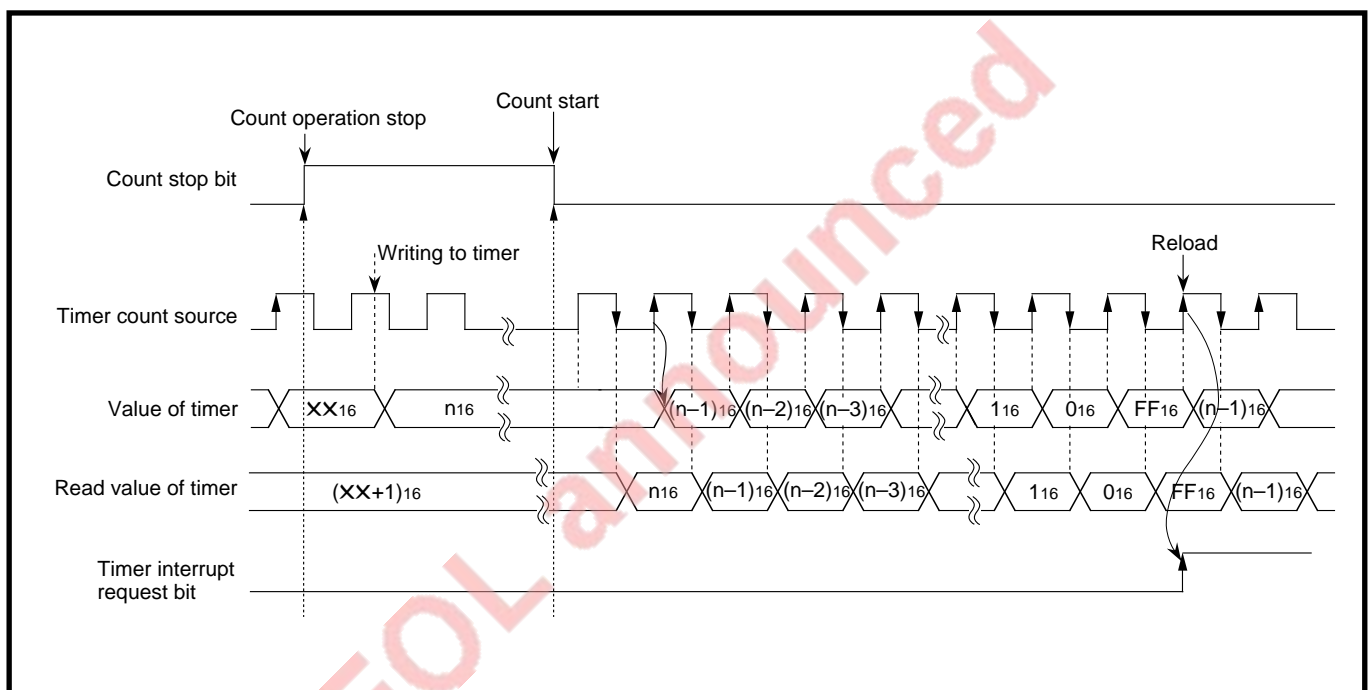 Count start
Count operation stop
Count stop bit
Writing to timer
Reload
Timer count source
Value of timer XX16 n16 (n–1)16 (n–2)16 (n–3)16 116 016 FF16 (n–1)16
Read value of timer (XX+1)16 n16 (n–1)16 (n–2)16 (n–3)16 116 016 FF16 (n–1)16
Timer interrupt
request bit
EOL announced